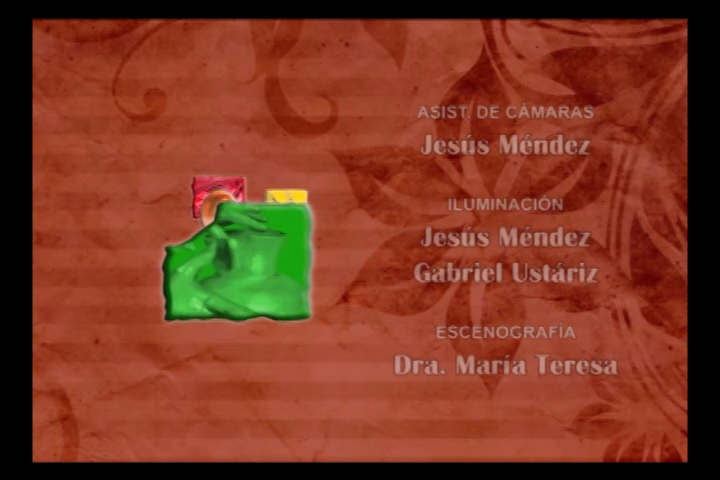 ASIST. DE CÁMARAS
Jesús Méndez
ILUMINACIÓN
Jesús Méndez
Gabriel Ustáriz
ESCENOGRAFÍA
Dra. María Teresa